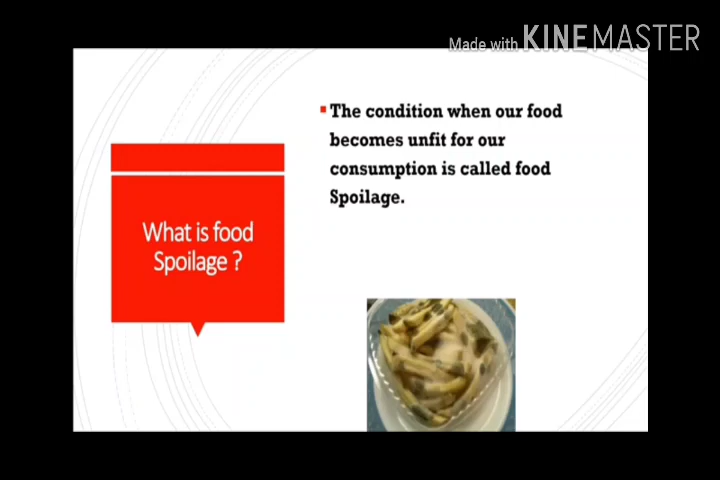 Made with KINEMASTER
The condition when our food
becomes unfit for our
consumption is called food
Spoilage.
What is food
Spoilage ?